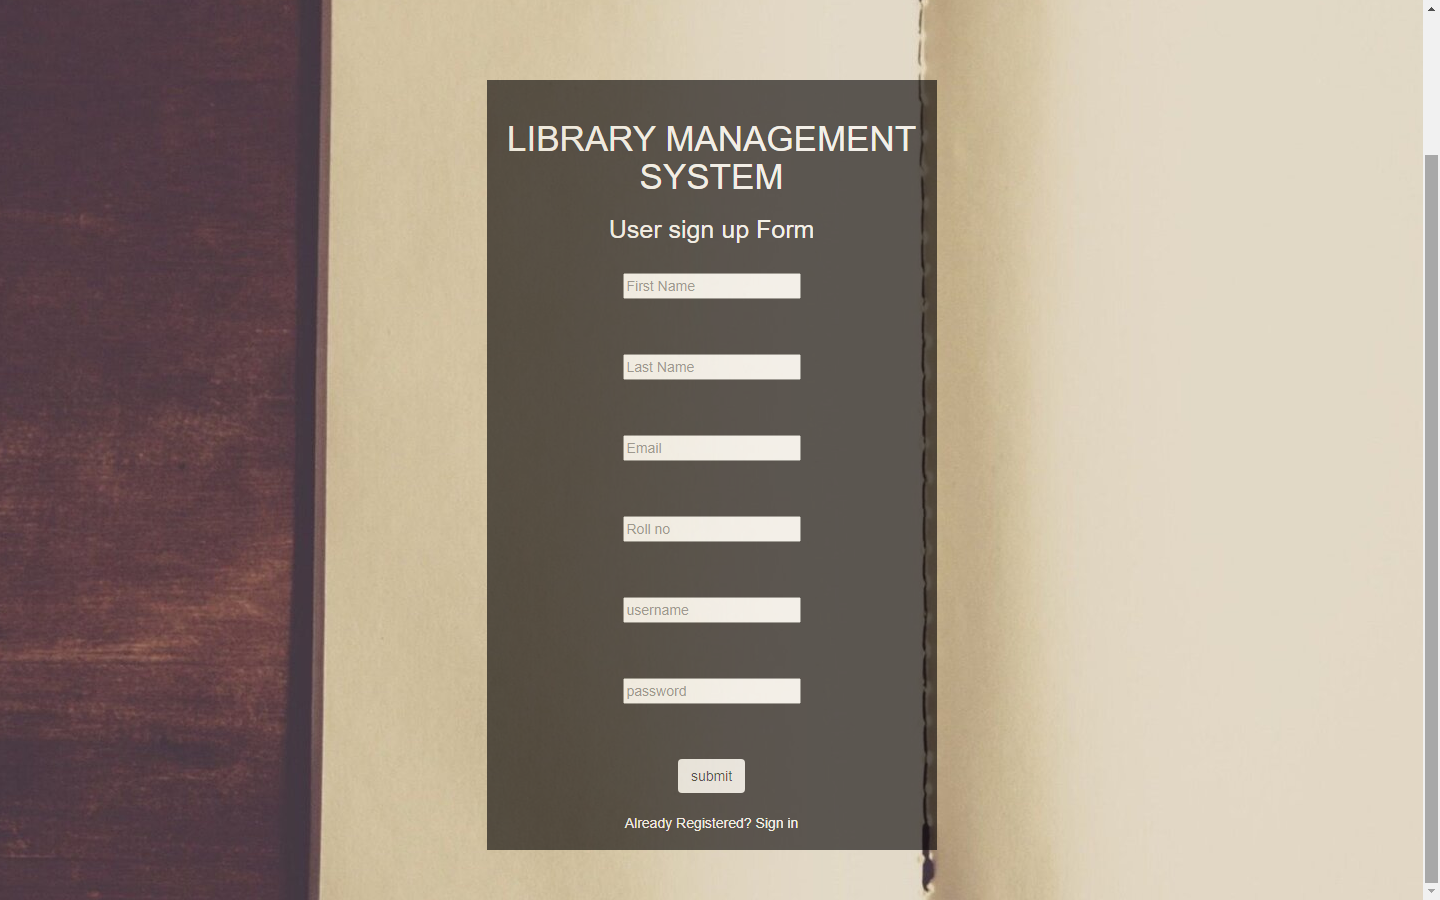 LIBRARY MANAGEMENT
SYSTEM
User sign up Form
First Name
Last Name
Email
Roll no
username
password
submit
Already Registered? Sign in